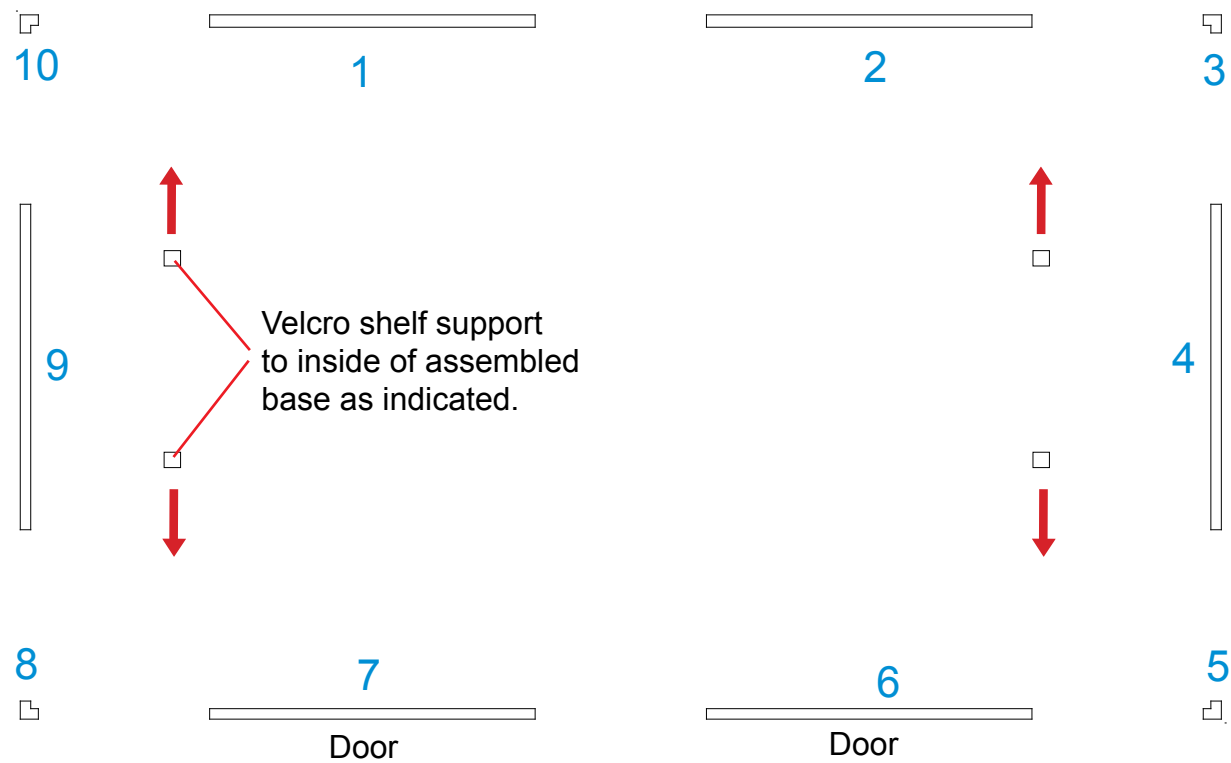 10
1
2
3
Velcro shelf support
to inside of assembled
base as indicated.
9
4
8
7
6
5
Door
Door